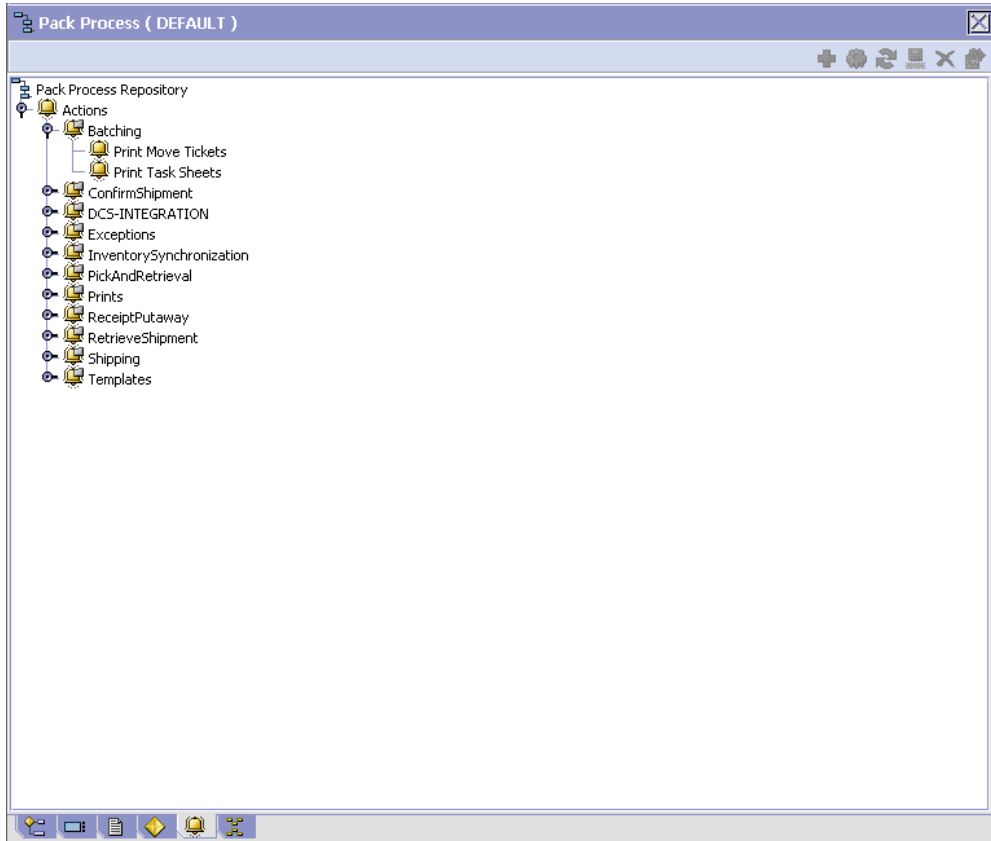 Pack Process ( DEFAULT )
Pack Process Repository
Actions
Batching
Print Move Tickets
Print Task Sheets
ConfirmShipment
DCS-INTEGRATION
Exceptions
InventorySynchronization
PickAndRetrieval
Prints
ReceiptPutaway
RetrieveShipment
Shipping
Templates